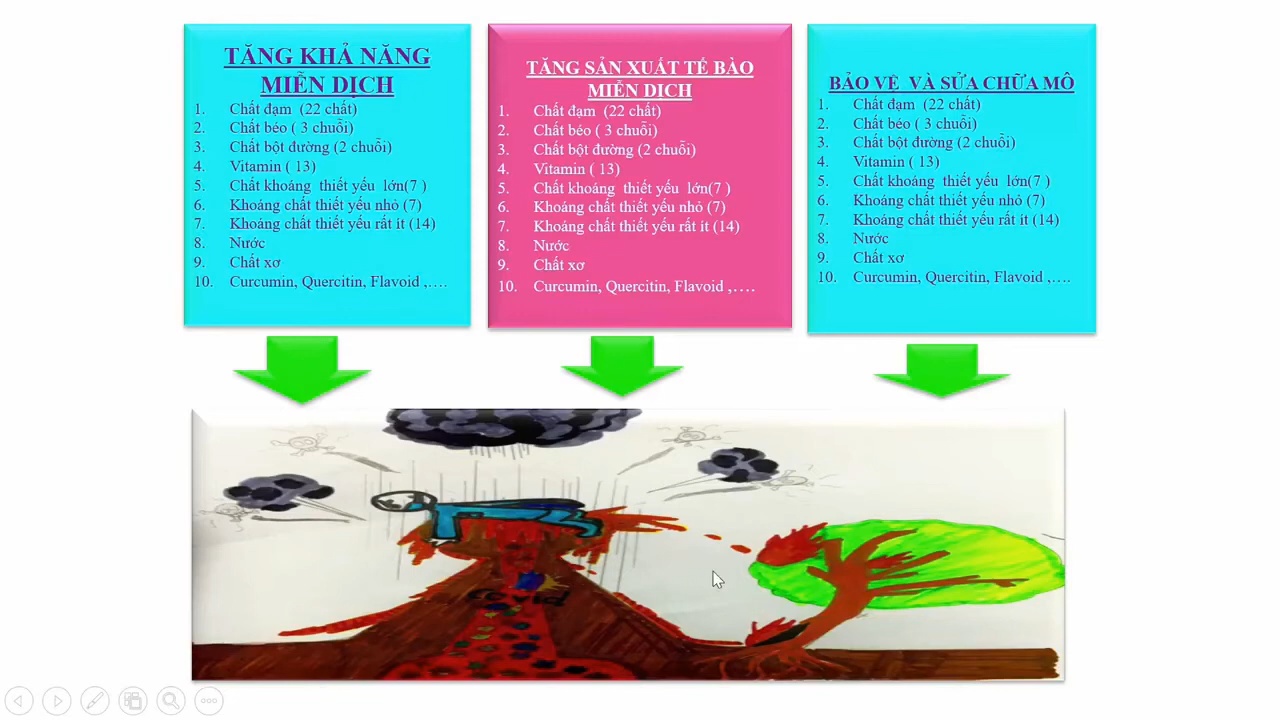 TĂNG KHẢ NĂNG
MIỄN DỊCH
1. Chất đạm (22 chất)
2. Chất béo ( 3 chuỗi)
3. Chất bột đường (2 chuỗi)
4. Vitamin ( 13)
5. Chất khoáng thiết yếu lớn(7 )
6. Khoáng chất thiết yếu nhỏ (7)
7. Khoáng chất thiết yếu rất ít (14)
8. Nước
9. Chất xơ
10. Curcumin, Quercitin, Flavoid ,….
TĂNG SẢN XUẤT TẾ BÀO
MIỄN DỊCH
1. Chất đạm (22 chất)
2. Chất béo ( 3 chuỗi)
3. Chất bột đường (2 chuỗi)
4. Vitamin ( 13)
5. Chất khoáng thiết yếu lớn(7 )
6. Khoáng chất thiết yếu nhỏ (7)
7. Khoáng chất thiết yếu rất ít (14)
8. Nước
9. Chất xơ
10. Curcumin, Quercitin, Flavoid ,….
BẢO VỆ VÀ SỬA CHỮA MÔ
1. Chất đạm (22 chất)
2. Chất béo ( 3 chuỗi)
3. Chất bột đường (2 chuỗi)
4. Vitamin ( 13)
5. Chất khoáng thiết yếu lớn(7 )
6. Khoáng chất thiết yếu nhỏ (7)
7. Khoáng chất thiết yếu rất ít (14)
8. Nước
9. Chất xơ
10. Curcumin, Quercitin, Flavoid ,….